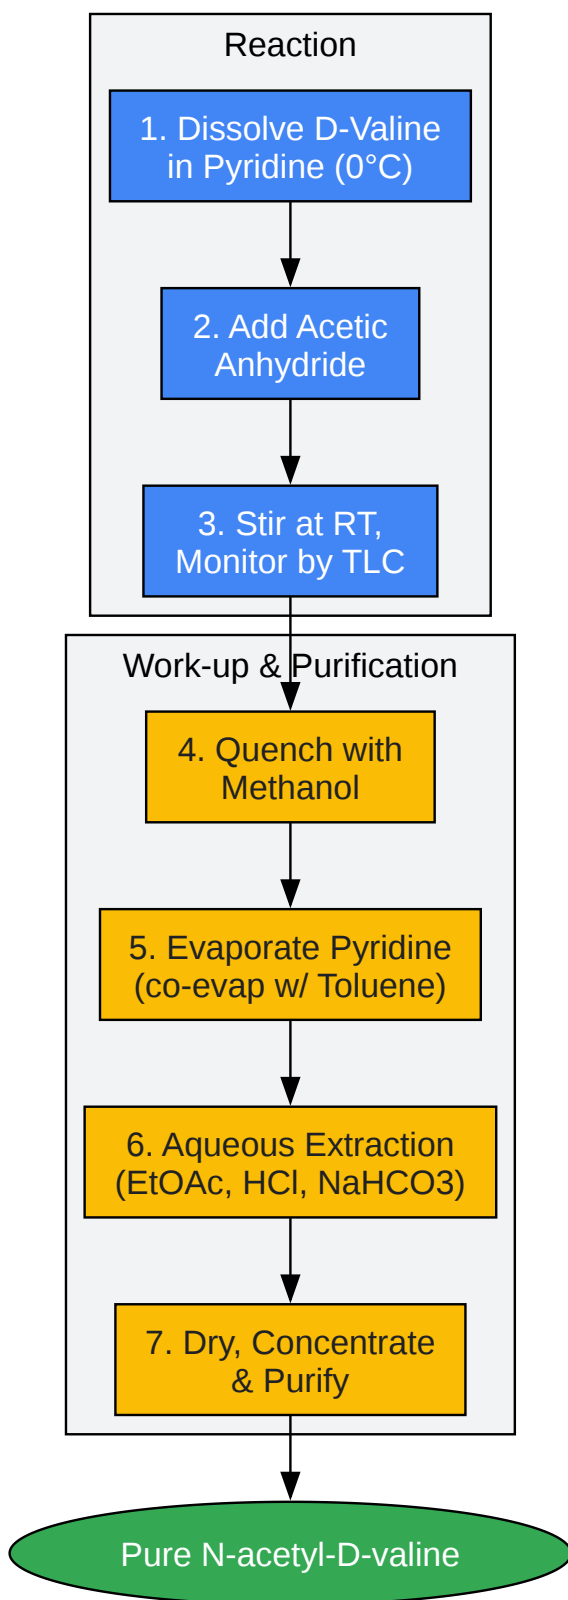 Reaction
1. Dissolve D-Valine
in Pyridine (0°C)
2. Add Acetic
Anhydride
3. Stir at RT,
Monitor by TLC
Work-up & Purification
4. Quench with
Methanol
5. Evaporate Pyridine
(co-evap w/ Toluene)
6. Aqueous Extraction
(EtOAc, HCl, NaHCO3)
7. Dry, Concentrate
& Purify
Pure N-acetyl-D-valine